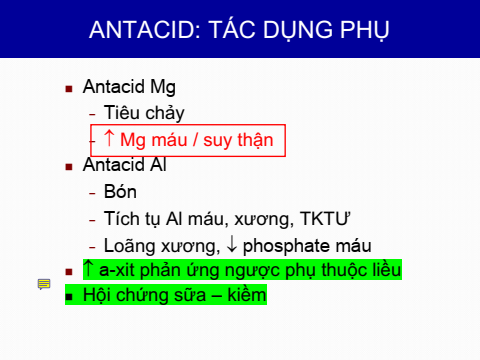 ANTACID: TÁC DỤNG PHỤ
▪ Antacid Mg
– Tiêu chảy
– ↑ Mg máu / suy thận
▪ Antacid Al
– Bón
– Tích tụ Al máu, xương, TKTƯ
– Loãng xương, ↓ phosphate máu
▪ ↑ a-xit phản ứng ngược phụ thuộc liều
▪ Hội chứng sữa – kiềm